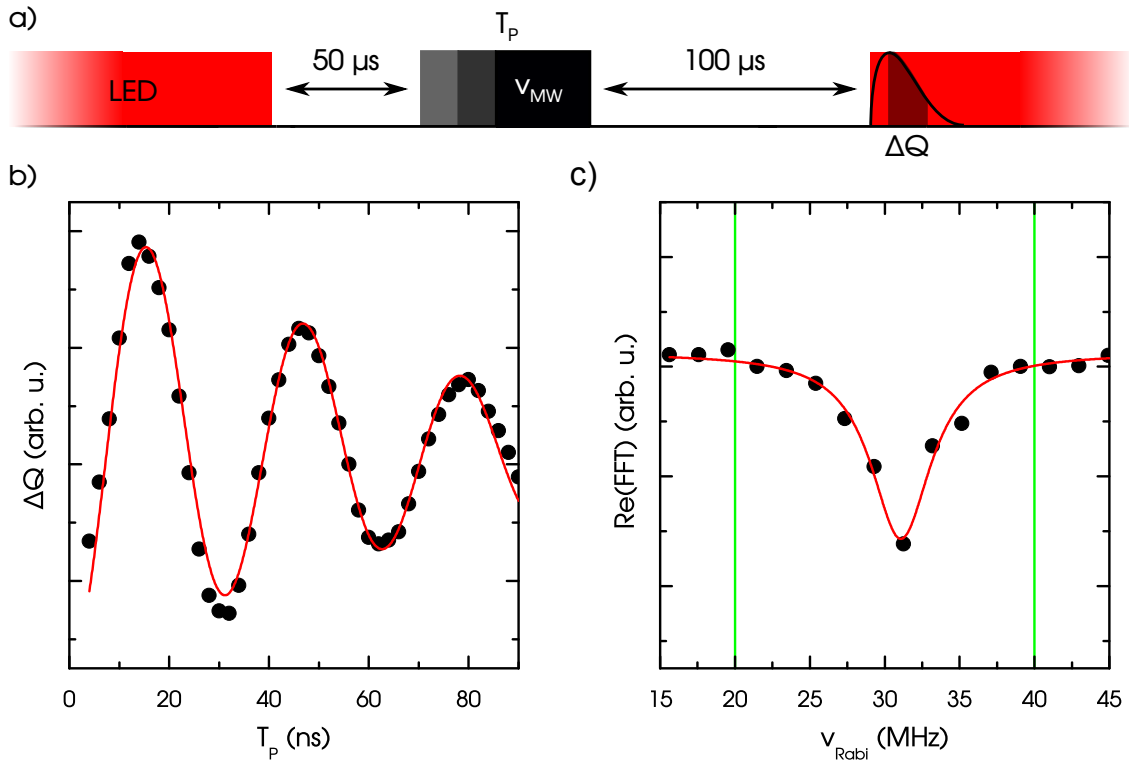 a)
T_P
50 µs
100 µs
LED
ν_MW
ΔQ
b)
c)
ΔQ (arb. u.)
0 20 40 60 80
T_P (ns)
Re(FFT) (arb. u.)
15 20 25 30 35 40 45
ν_Rabi (MHz)